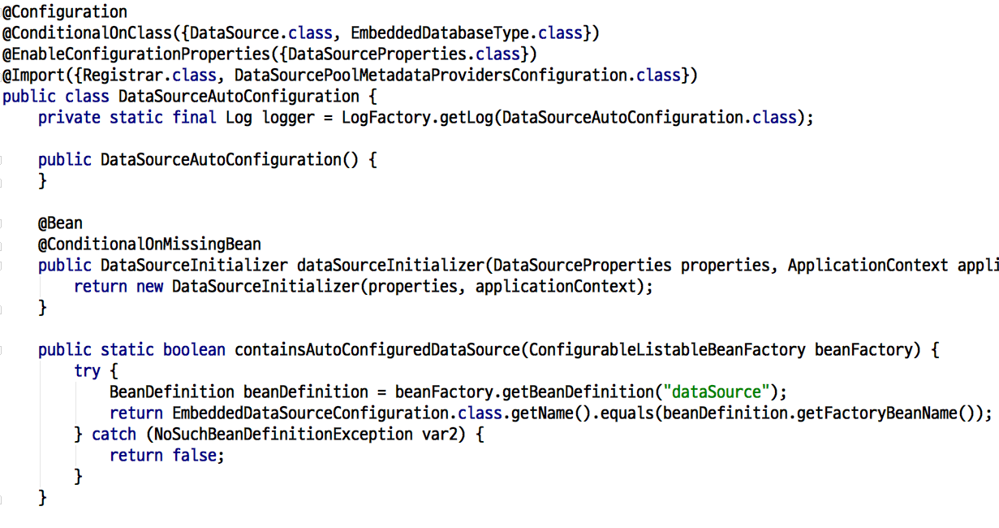 @Configuration
@ConditionalOnClass({DataSource.class, EmbeddedDatabaseType.class})
@EnableConfigurationProperties({DataSourceProperties.class})
@Import({Registrar.class, DataSourcePoolMetadataProvidersConfiguration.class})
public class DataSourceAutoConfiguration {
    private static final Log logger = LogFactory.getLog(DataSourceAutoConfiguration.class);

    public DataSourceAutoConfiguration() {
    }

    @Bean
    @ConditionalOnMissingBean
    public DataSourceInitializer dataSourceInitializer(DataSourceProperties properties, ApplicationContext appli
        return new DataSourceInitializer(properties, applicationContext);
    }

    public static boolean containsAutoConfiguredDataSource(ConfigurableListableBeanFactory beanFactory) {
        try {
            BeanDefinition beanDefinition = beanFactory.getBeanDefinition("dataSource");
            return EmbeddedDataSourceConfiguration.class.getName().equals(beanDefinition.getFactoryBeanName());
        } catch (NoSuchBeanDefinitionException var2) {
            return false;
        }
    }